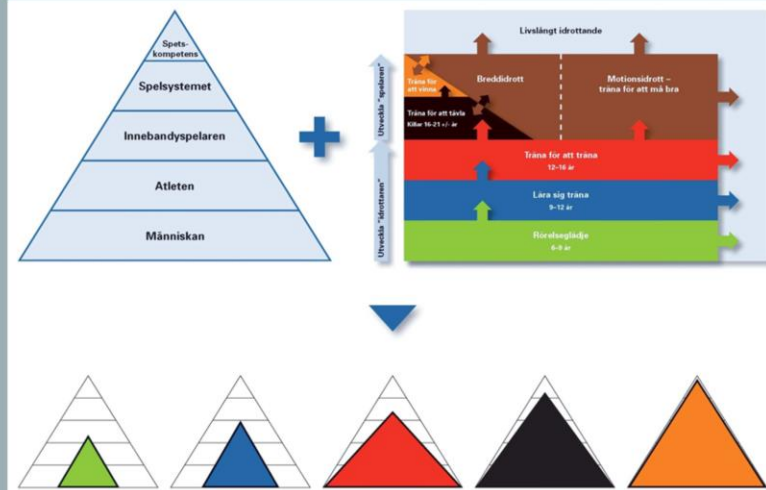 Spets-
kompetens
Spelsystemet
Innebandyspelaren
Atleten
Människan
Utveckla "spelaren"
Utveckla "idrottaren"
Livslångt idrottande
Träna för
att vinna
Breddidrott
Motionsidrott –
träna för att må bra
Träna för att tävla
Killar 16-21 +/- år
Träna för att träna
12–16 år
Lära sig träna
9–12 år
Rörelseglädje
6–9 år